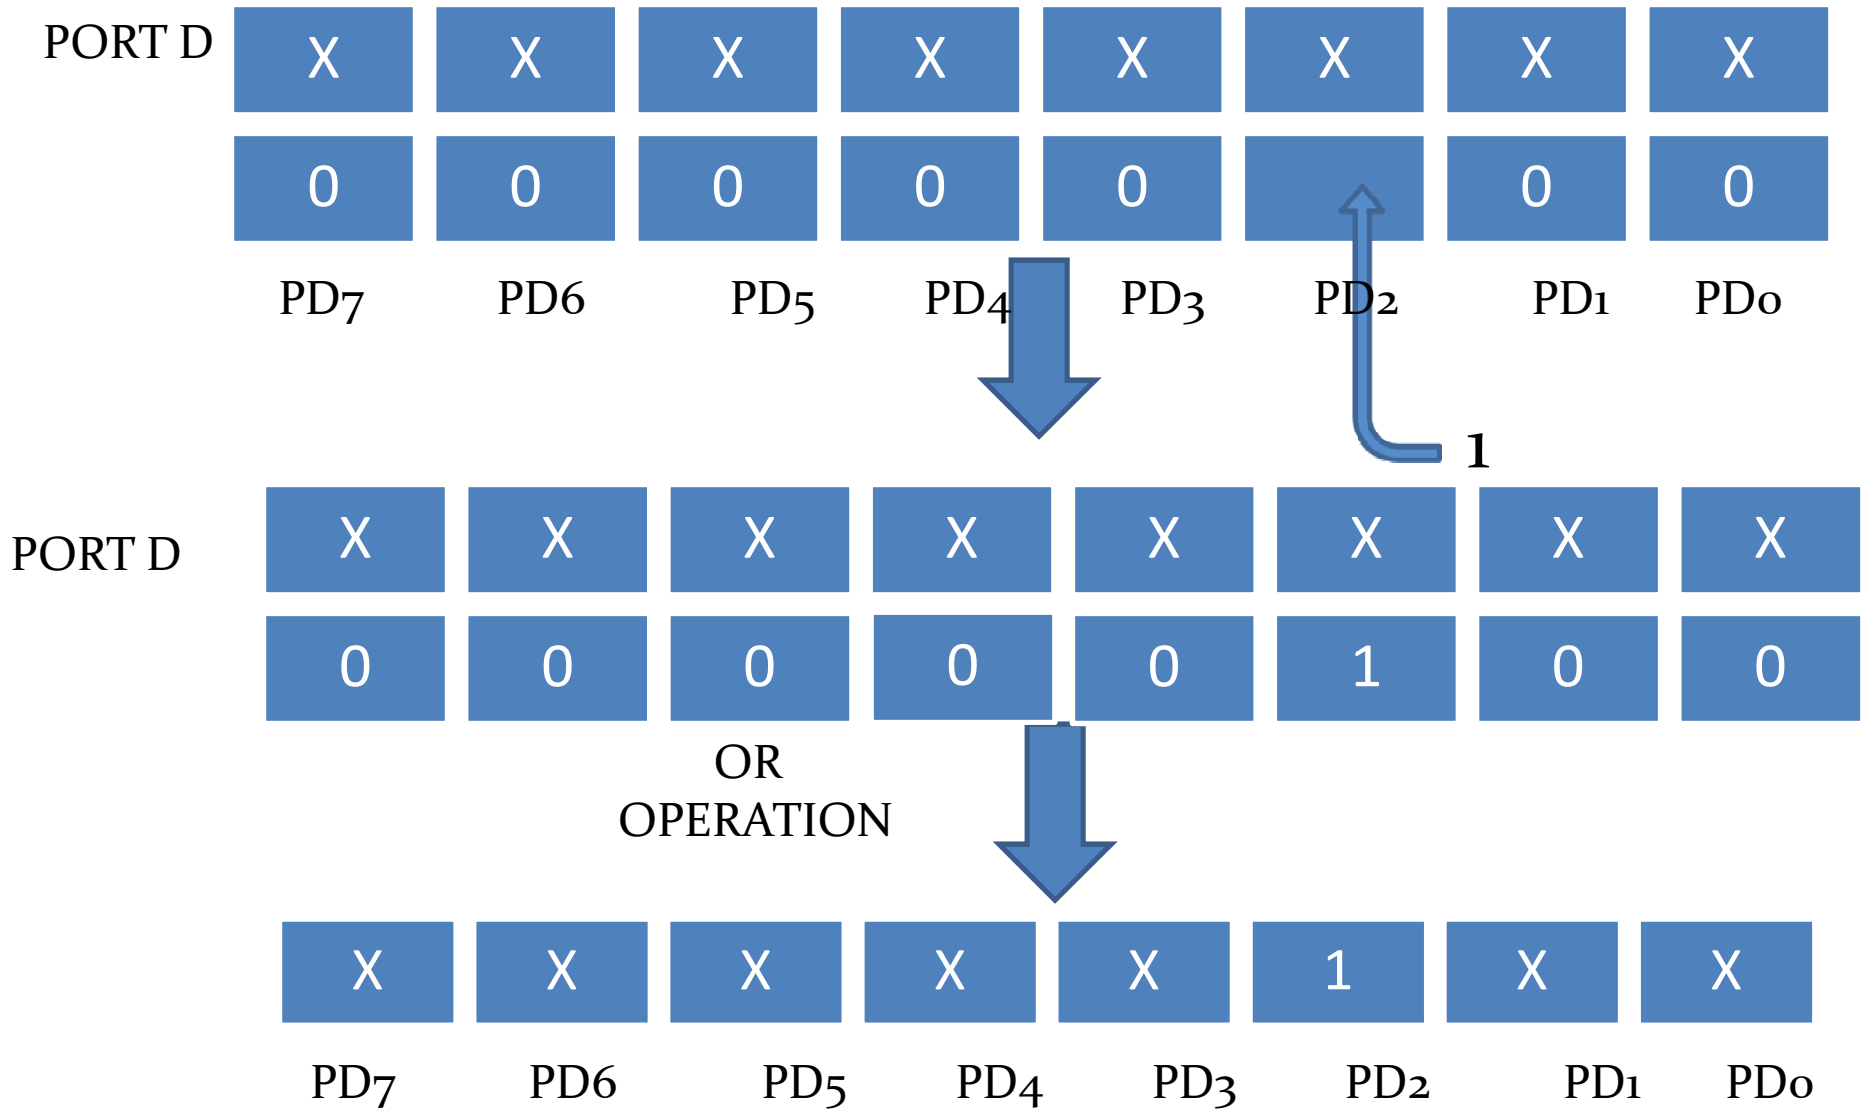 PORT D X X X X X X X X
0 0 0 0 0 0 0
PD7 PD6 PD5 PD4 PD3 PD2 PD1 PD0
1
PORT D X X X X X X X X
0 0 0 0 0 1 0 0
OR
OPERATION
X X X X X 1 X X
PD7 PD6 PD5 PD4 PD3 PD2 PD1 PD0